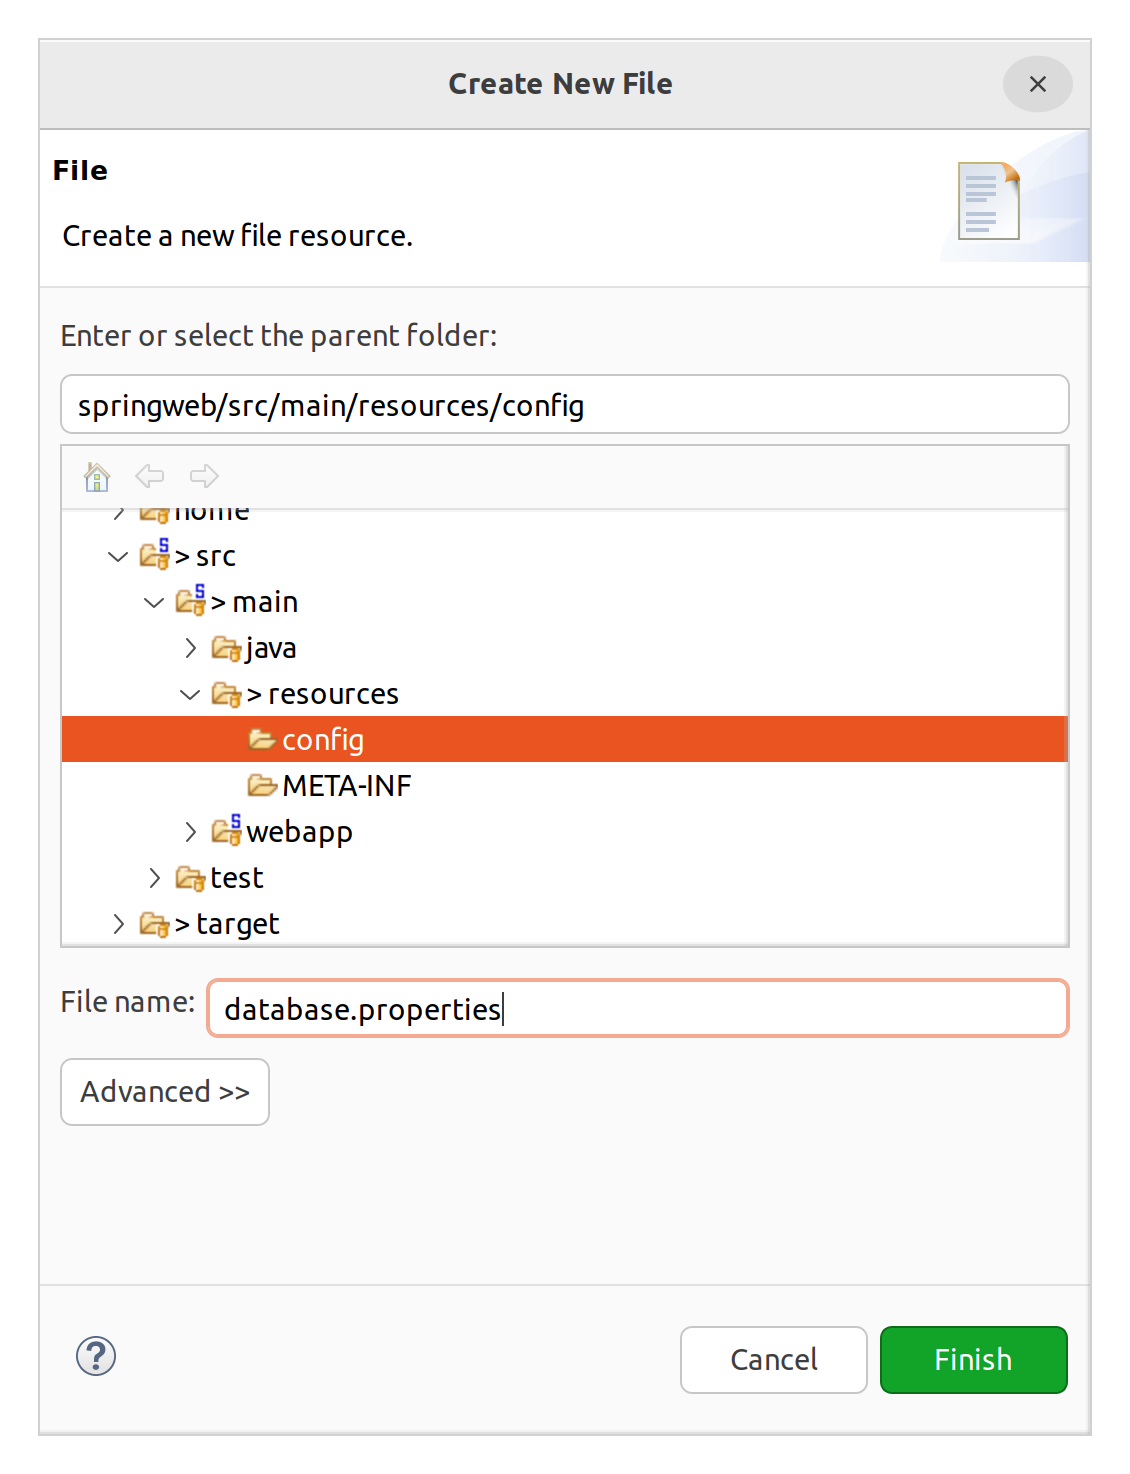 Create New File
File
Create a new file resource.
Enter or select the parent folder:
springweb/src/main/resources/config
home
> src
> main
java
> resources
config
META-INF
webapp
test
> target
File name: database.properties
Advanced >>
Cancel Finish